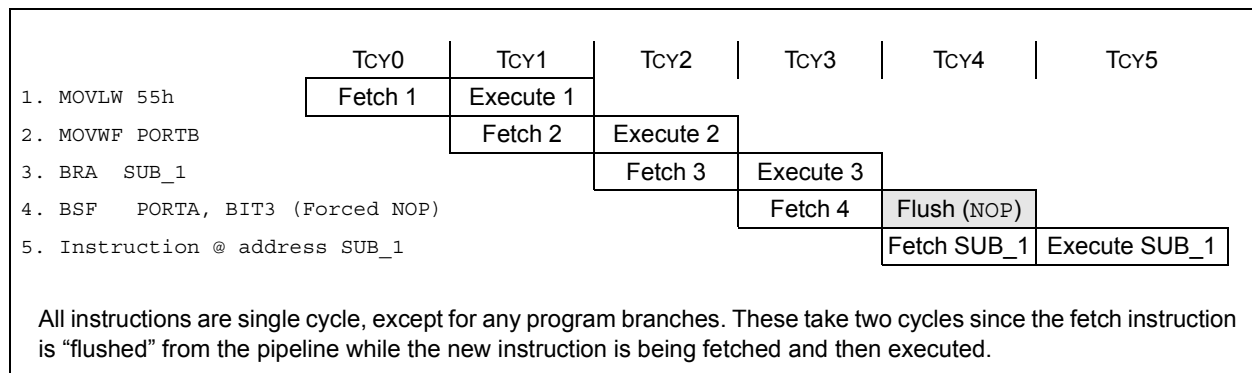 TCY0 TCY1 TCY2 TCY3 TCY4 TCY5
1. MOVLW 55h Fetch 1 Execute 1
2. MOVWF PORTB Fetch 2 Execute 2
3. BRA SUB_1 Fetch 3 Execute 3
4. BSF PORTA, BIT3 (Forced NOP) Fetch 4 Flush (NOP)
5. Instruction @ address SUB_1 Fetch SUB_1 Execute SUB_1
All instructions are single cycle, except for any program branches. These take two cycles since the fetch instruction
is “flushed” from the pipeline while the new instruction is being fetched and then executed.